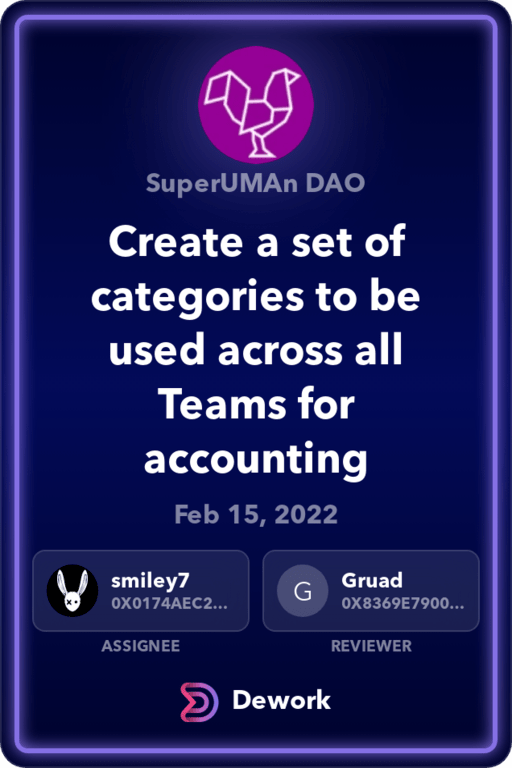 SuperUMAn DAO
Create a set of
categories to be
used across all
Teams for
accounting
Feb 15, 2022
smiley7
0X0174AEC2...
ASSIGNEE
G
Gruad
0X8369E7900...
REVIEWER
Dework